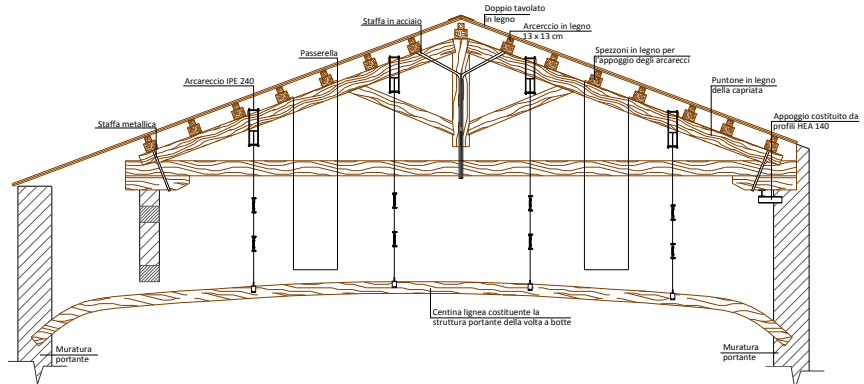 Doppio tavolato
in legno
Staffa in acciaio
Arcerccio in legno
13 x 13 cm
Passerella
Spezzoni in legno per
l'appoggio degli arcarecci
Arcareccio IPE 240
Puntone in legno
della capriata
Staffa metallica
Appoggio costituito da
profili HEA 140
Centina lignea costituente la
struttura portante della volta a botte
Muratura
portante
Muratura
portante